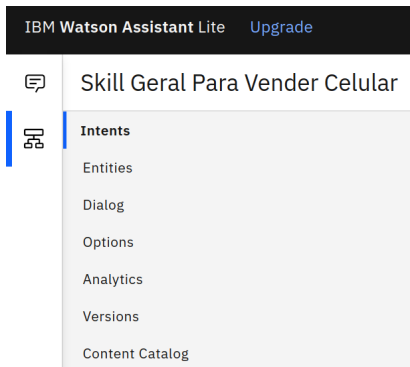 IBM Watson Assistant Lite Upgrade
Skill Geral Para Vender Celular
Intents
Entities
Dialog
Options
Analytics
Versions
Content Catalog